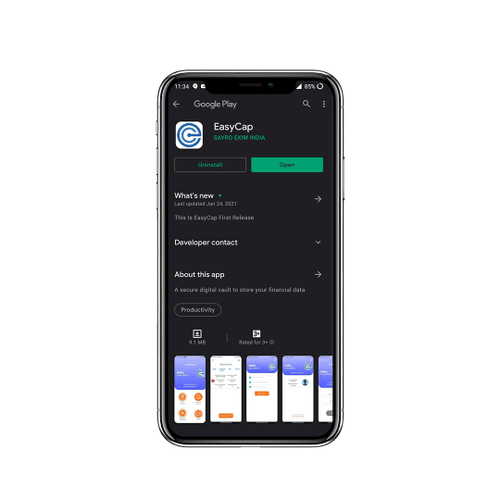 11:34
85%
Google Play
EasyCap
SAYRO EXIM INDIA
Uninstall
Open
What's new
Last updated Jan 24, 2021
This Is EasyCap First Release
Developer contact
About this app
A secure digital vault to store your financial data
Productivity
3+
9.1 MB
Rated for 3+